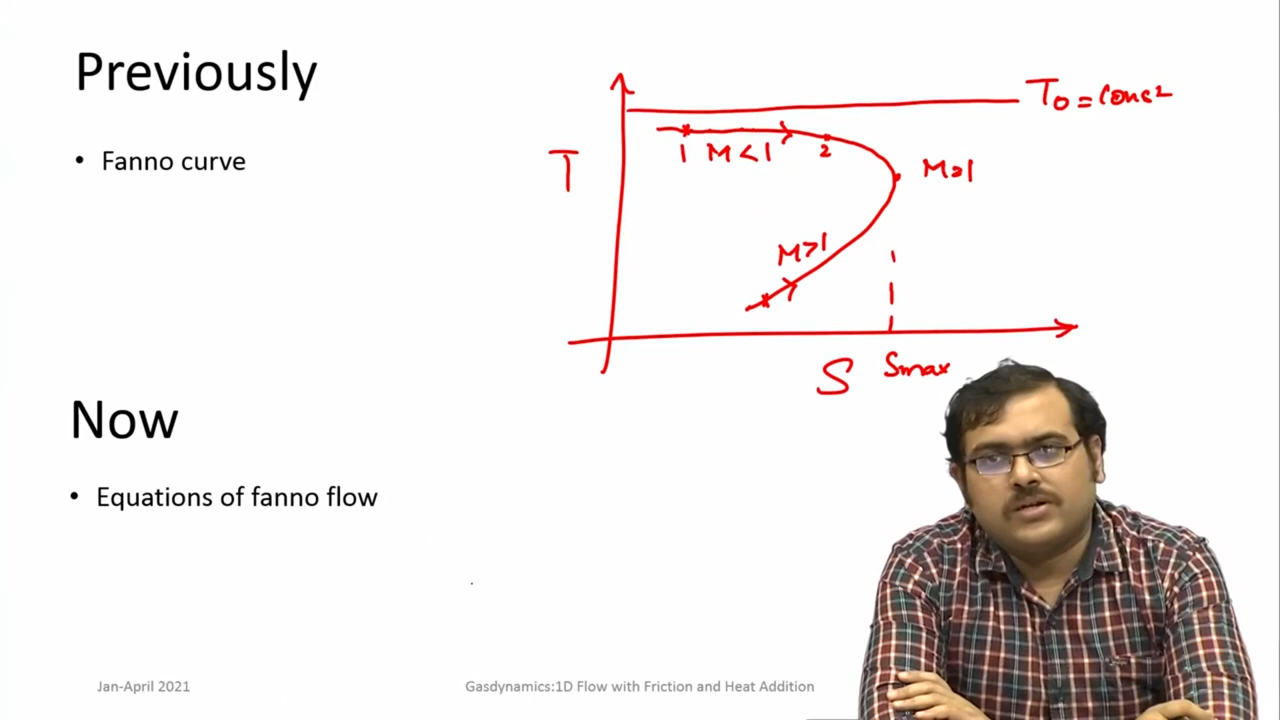 Previously
• Fanno curve
T
T₀ = Const
1 M < 1
2
M=1
M>1
S
Smax
Now
• Equations of fanno flow
Jan-April 2021
Gasdynamics:1D Flow with Friction and Heat Addition